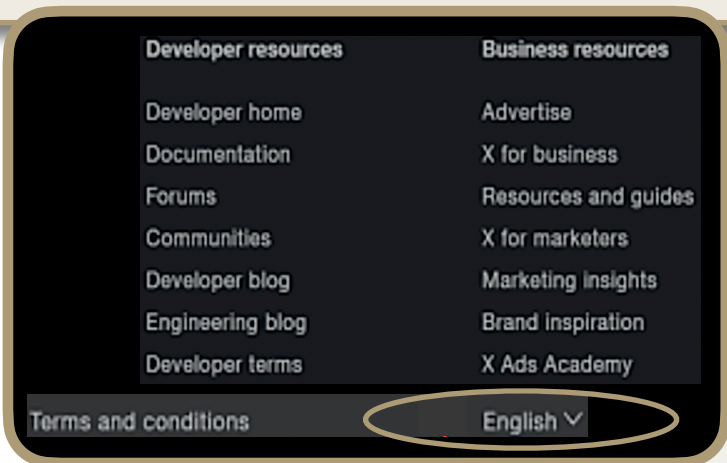 Developer resources
Developer home
Documentation
Forums
Communities
Developer blog
Engineering blog
Developer terms
Business resources
Advertise
X for business
Resources and guides
X for marketers
Marketing insights
Brand inspiration
X Ads Academy
Terms and conditions
English